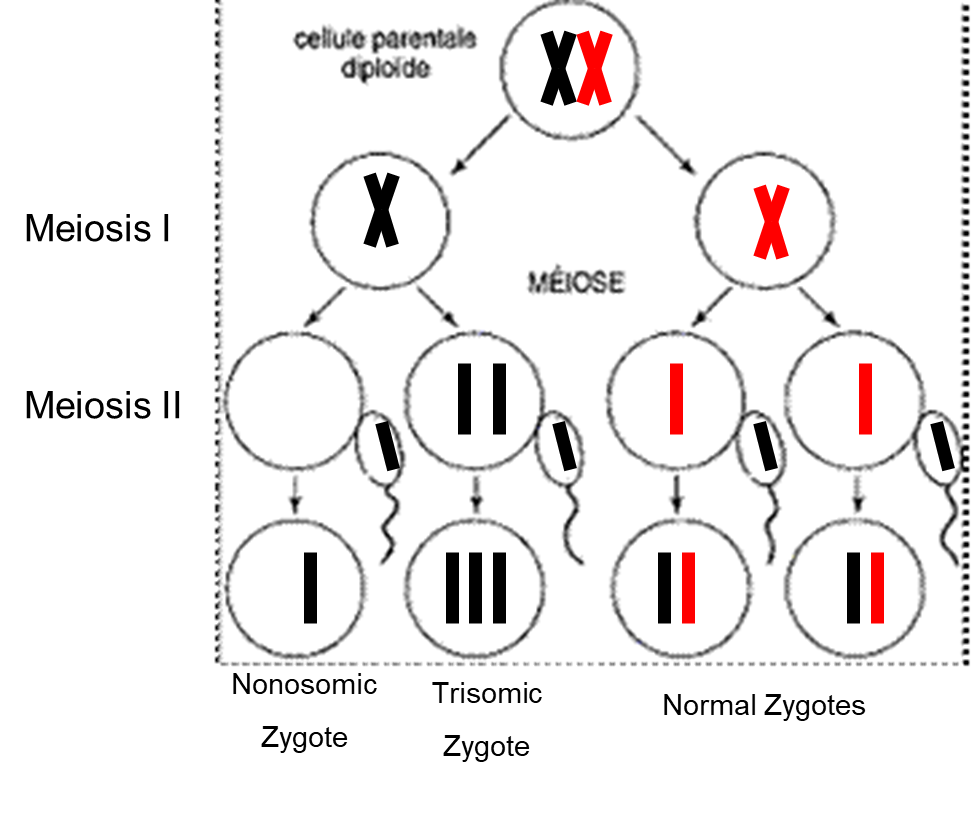 cellule parentale
diploïde
Meiosis I
MÉIOSE
Meiosis II
Nonosomic
Zygote
Trisomic
Zygote
Normal Zygotes